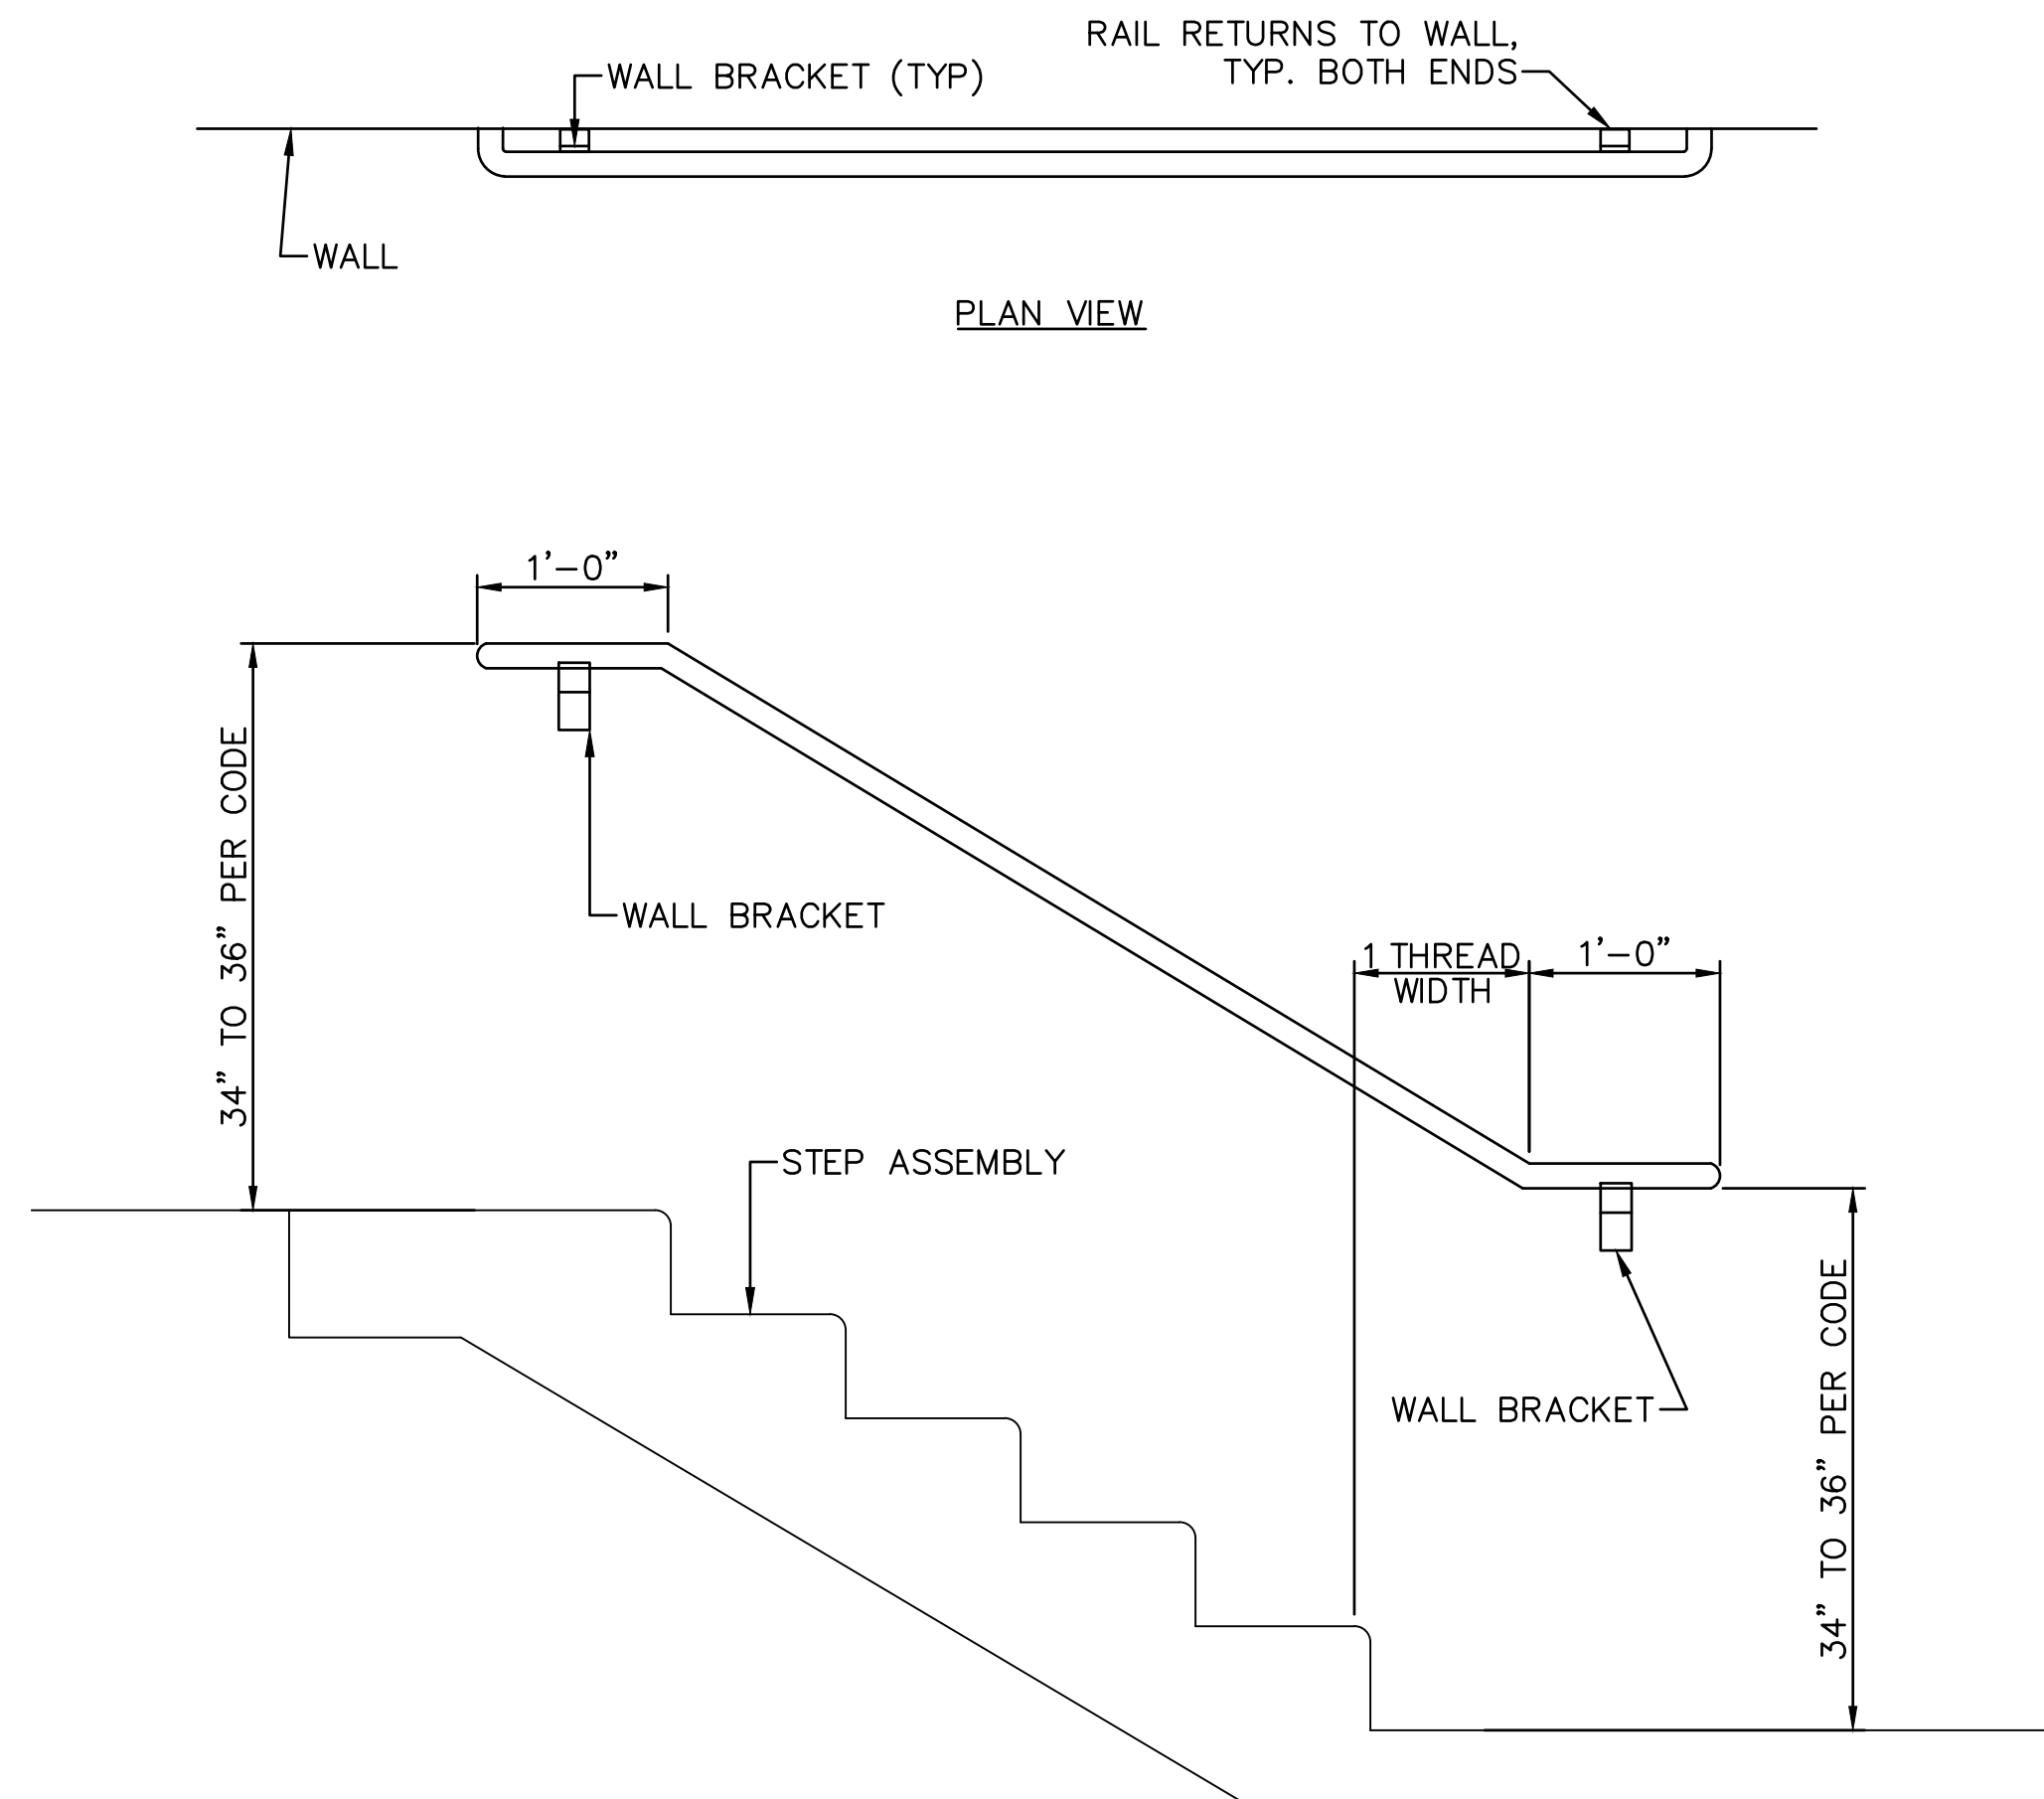 RAIL RETURNS TO WALL,
TYP. BOTH ENDS
WALL BRACKET (TYP)
WALL
PLAN VIEW
1'-0"
34" TO 36" PER CODE
WALL BRACKET
1 THREAD
WIDTH
1'-0"
STEP ASSEMBLY
WALL BRACKET
34" TO 36" PER CODE